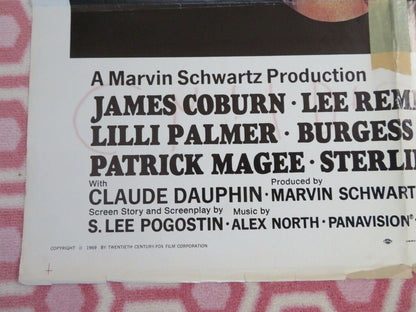 A Marvin Schwartz Production
JAMES COBURN · LEE REM
LILLI PALMER · BURGESS
PATRICK MAGEE · STERLI
With Produced by
CLAUDE DAUPHIN · MARVIN SCHWART
Screen Story and Screenplay by Music by
S. LEE POGOSTIN · ALEX NORTH · PANAVISION®
COPYRIGHT © 1969 BY TWENTIETH CENTURY-FOX FILM CORPORATION